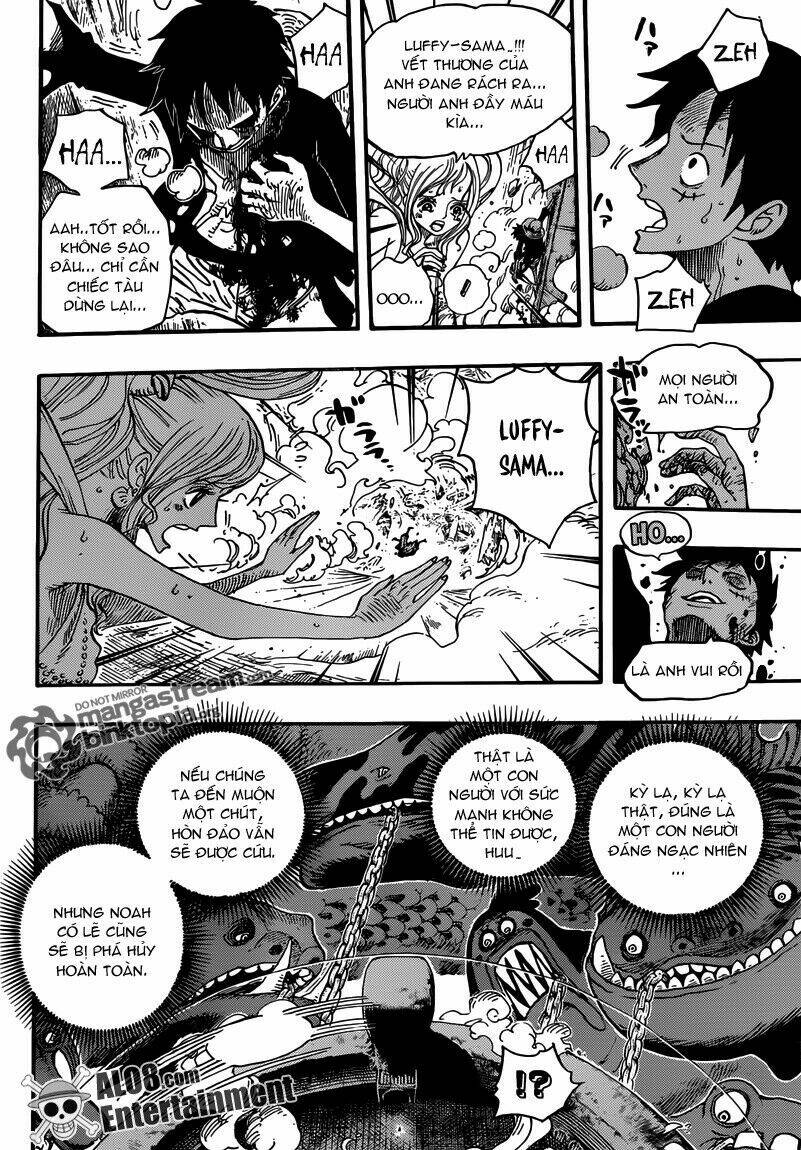 ZEH
ZEH
LUFFY-SAMA...!!!
VẾT THƯƠNG CỦA
ANH ĐANG RÁCH RA...
NGƯỜI ANH ĐẦY MÁU
KÌA...
HAA
OOO...
HAA
HAA...
AAH..TỐT RỒI...
KHÔNG SAO
ĐÂU... CHỈ CẦN
CHIẾC TÀU
DỪNG LẠI...
MỌI NGƯỜI
AN TOÀN...
HO...
LÀ ANH VUI RỒI
LUFFY-
SAMA...
KỲ LẠ, KỲ LẠ
THẬT, ĐÚNG LÀ
MỘT CON NGƯỜI
ĐÁNG NGẠC NHIÊN
...
THẬT LÀ
MỘT CON
NGƯỜI VỚI SỨC
MẠNH KHÔNG
THỂ TIN ĐƯỢC,
HUU...
NẾU CHÚNG
TA ĐẾN MUỘN
MỘT CHÚT,
HÒN ĐẢO VẪN
SẼ ĐƯỢC CỨU.
NHƯNG NOAH
CÓ LẼ CŨNG
SẼ BỊ PHÁ HỦY
HOÀN TOÀN.
!?
DO NOT MIRROR
mangastream.com
binktopia.org
ALO8.com
Entertainment